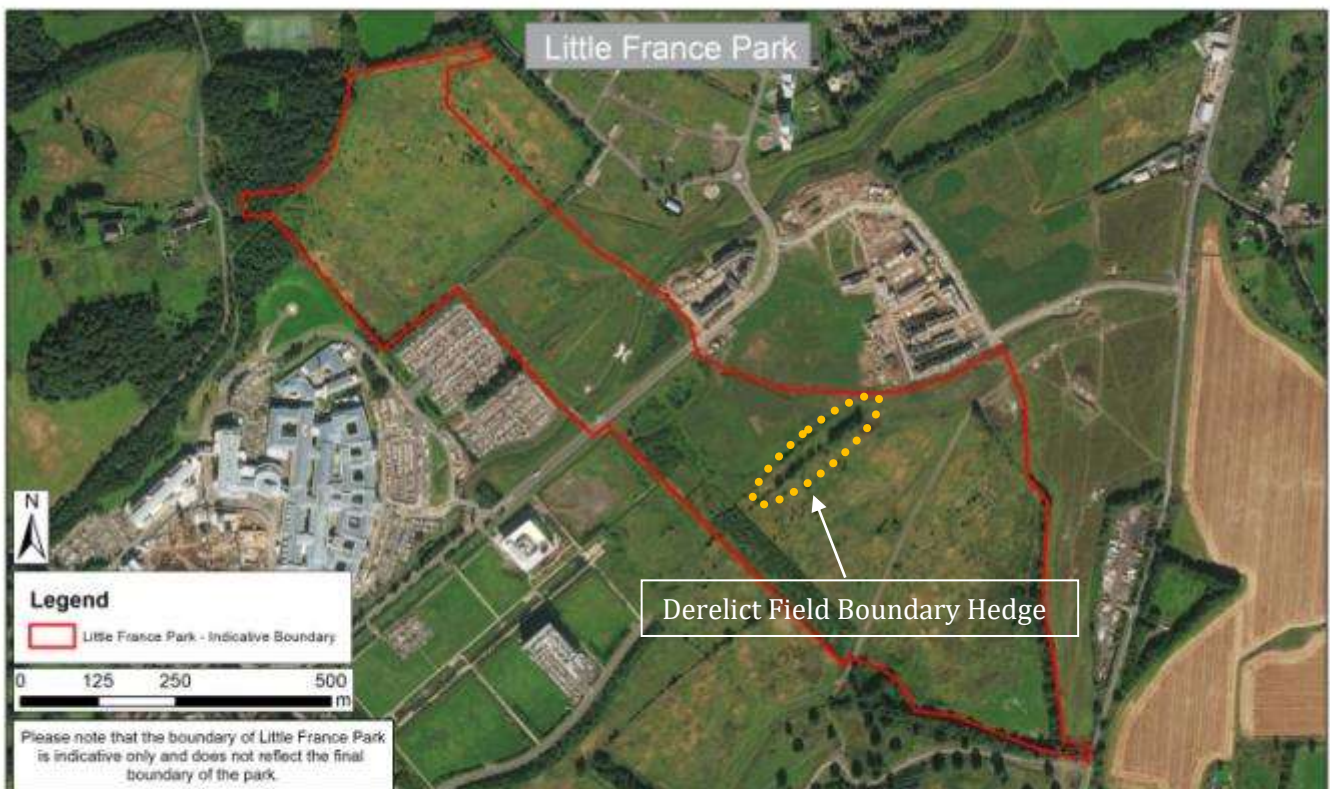 Little France Park
Derelict Field Boundary Hedge
N
Legend
Little France Park - Indicative Boundary
0 125 250 500
m
Please note that the boundary of Little France Park
is indicative only and does not reflect the final
boundary of the park.